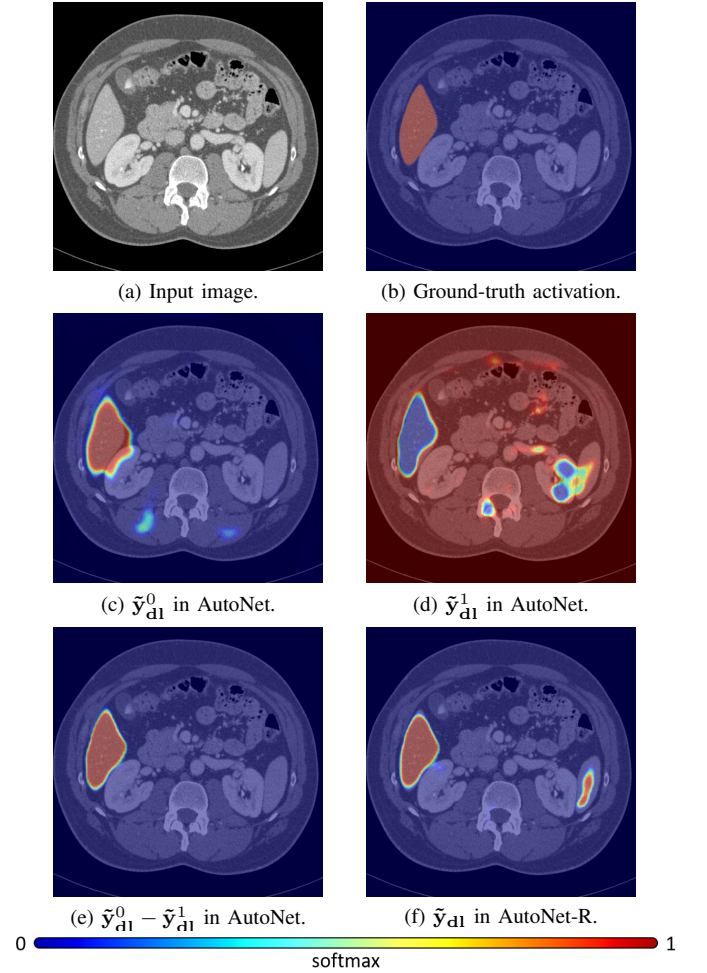 (a) Input image.
(b) Ground-truth activation.
(c) ỹ⁰_dl in AutoNet.
(d) ỹ¹_dl in AutoNet.
(e) ỹ⁰_dl − ỹ¹_dl in AutoNet.
(f) ỹ_dl in AutoNet-R.
0 1
softmax